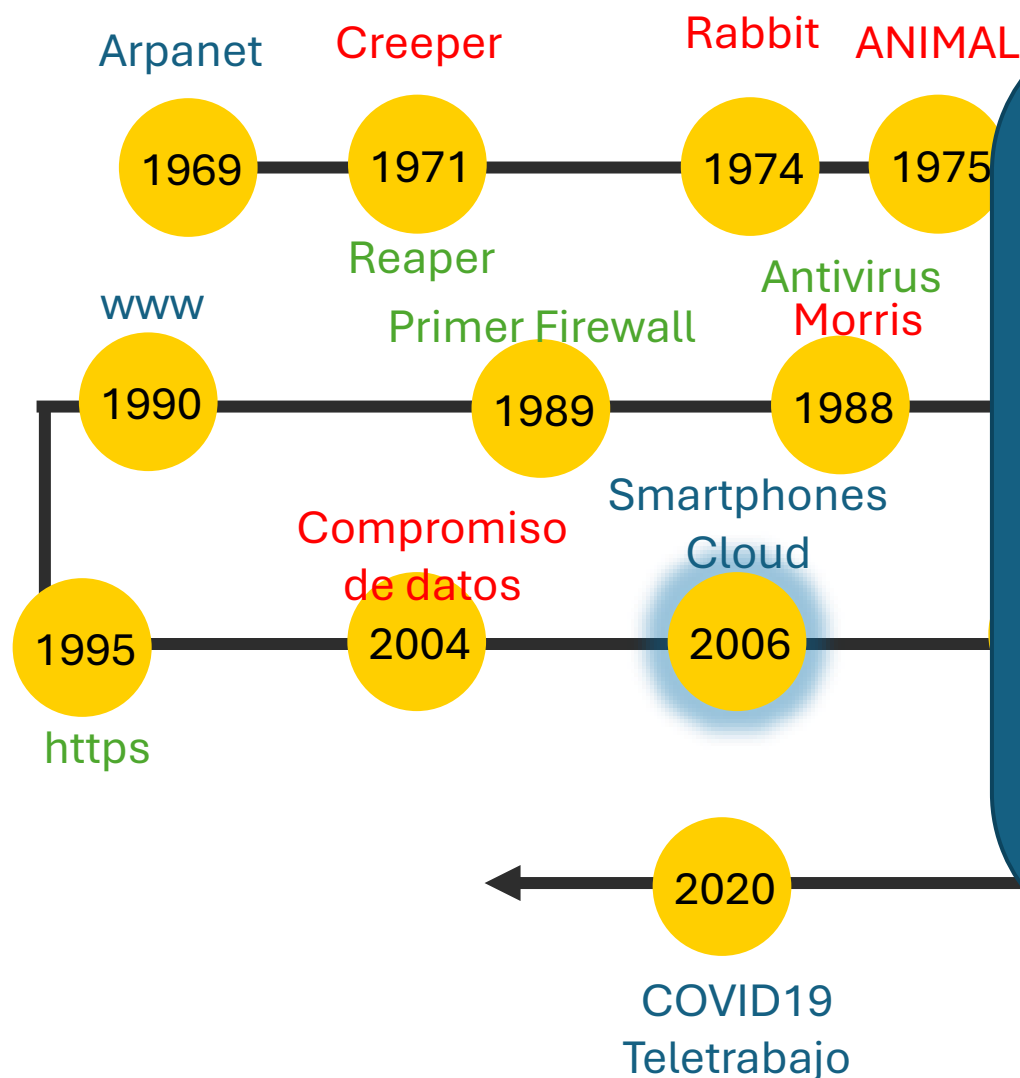 Arpanet
Creeper
Rabbit
ANIMAL
1969
1971
1974
1975
Reaper
www
Primer Firewall
Antivirus
Morris
1990
1989
1988
Compromiso
de datos
Smartphones
Cloud
1995
2004
2006
https
2020
COVID19
Teletrabajo